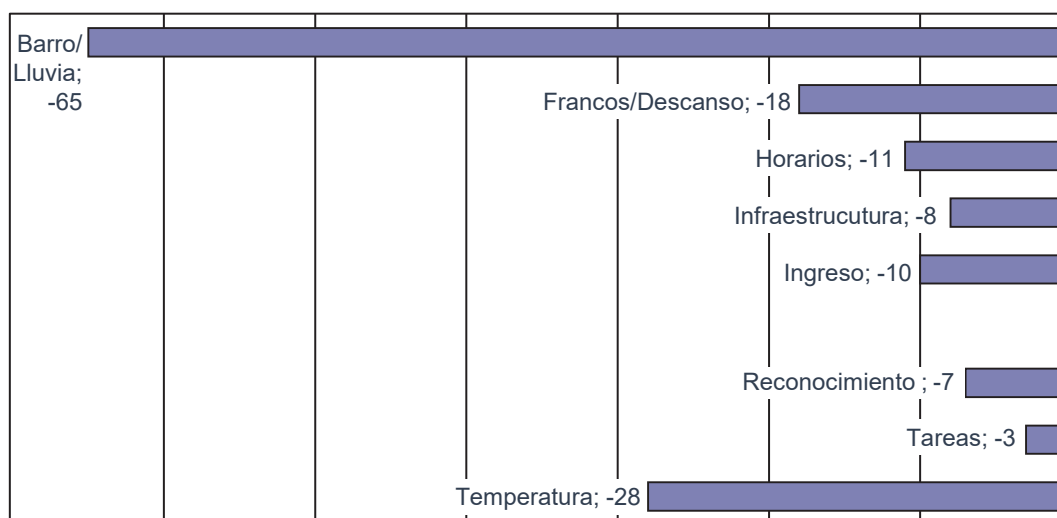 Barro/
Lluvia;
-65
Francos/Descanso; -18
Horarios; -11
Infraestrucutura; -8
Ingreso; -10
Reconocimiento ; -7
Tareas; -3
Temperatura; -28